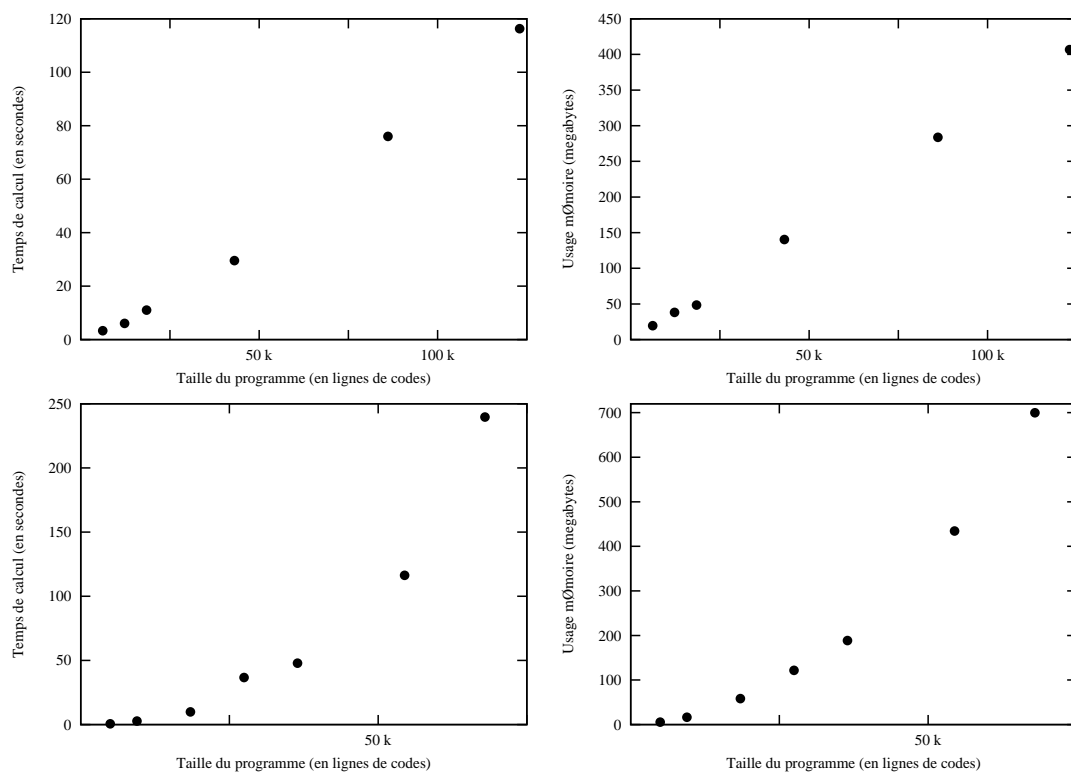 120
100
80
60
40
20
0
Temps de calcul (en secondes)
50 k
100 k
Taille du programme (en lignes de codes)
450
400
350
300
250
200
150
100
50
0
Usage mØmoire (megabytes)
50 k
100 k
Taille du programme (en lignes de codes)
250
200
150
100
50
0
Temps de calcul (en secondes)
50 k
Taille du programme (en lignes de codes)
700
600
500
400
300
200
100
0
Usage mØmoire (megabytes)
50 k
Taille du programme (en lignes de codes)